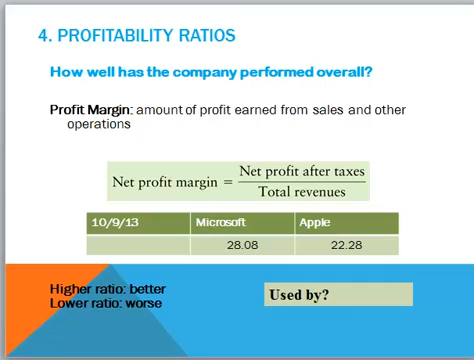 4. PROFITABILITY RATIOS
How well has the company performed overall?
Profit Margin: amount of profit earned from sales and other
operations
Net profit margin = Net profit after taxes / Total revenues
10/9/13 Microsoft Apple
28.08 22.28
Higher ratio: better
Lower ratio: worse
Used by?